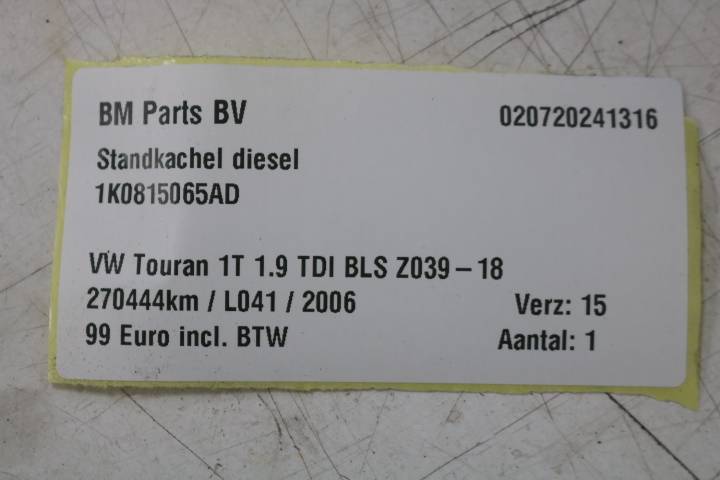 BM Parts BV 020720241316
Standkachel diesel
1K0815065AD
VW Touran 1T 1.9 TDI BLS Z039-18
270444km / L041 / 2006 Verz: 15
99 Euro incl. BTW Aantal: 1